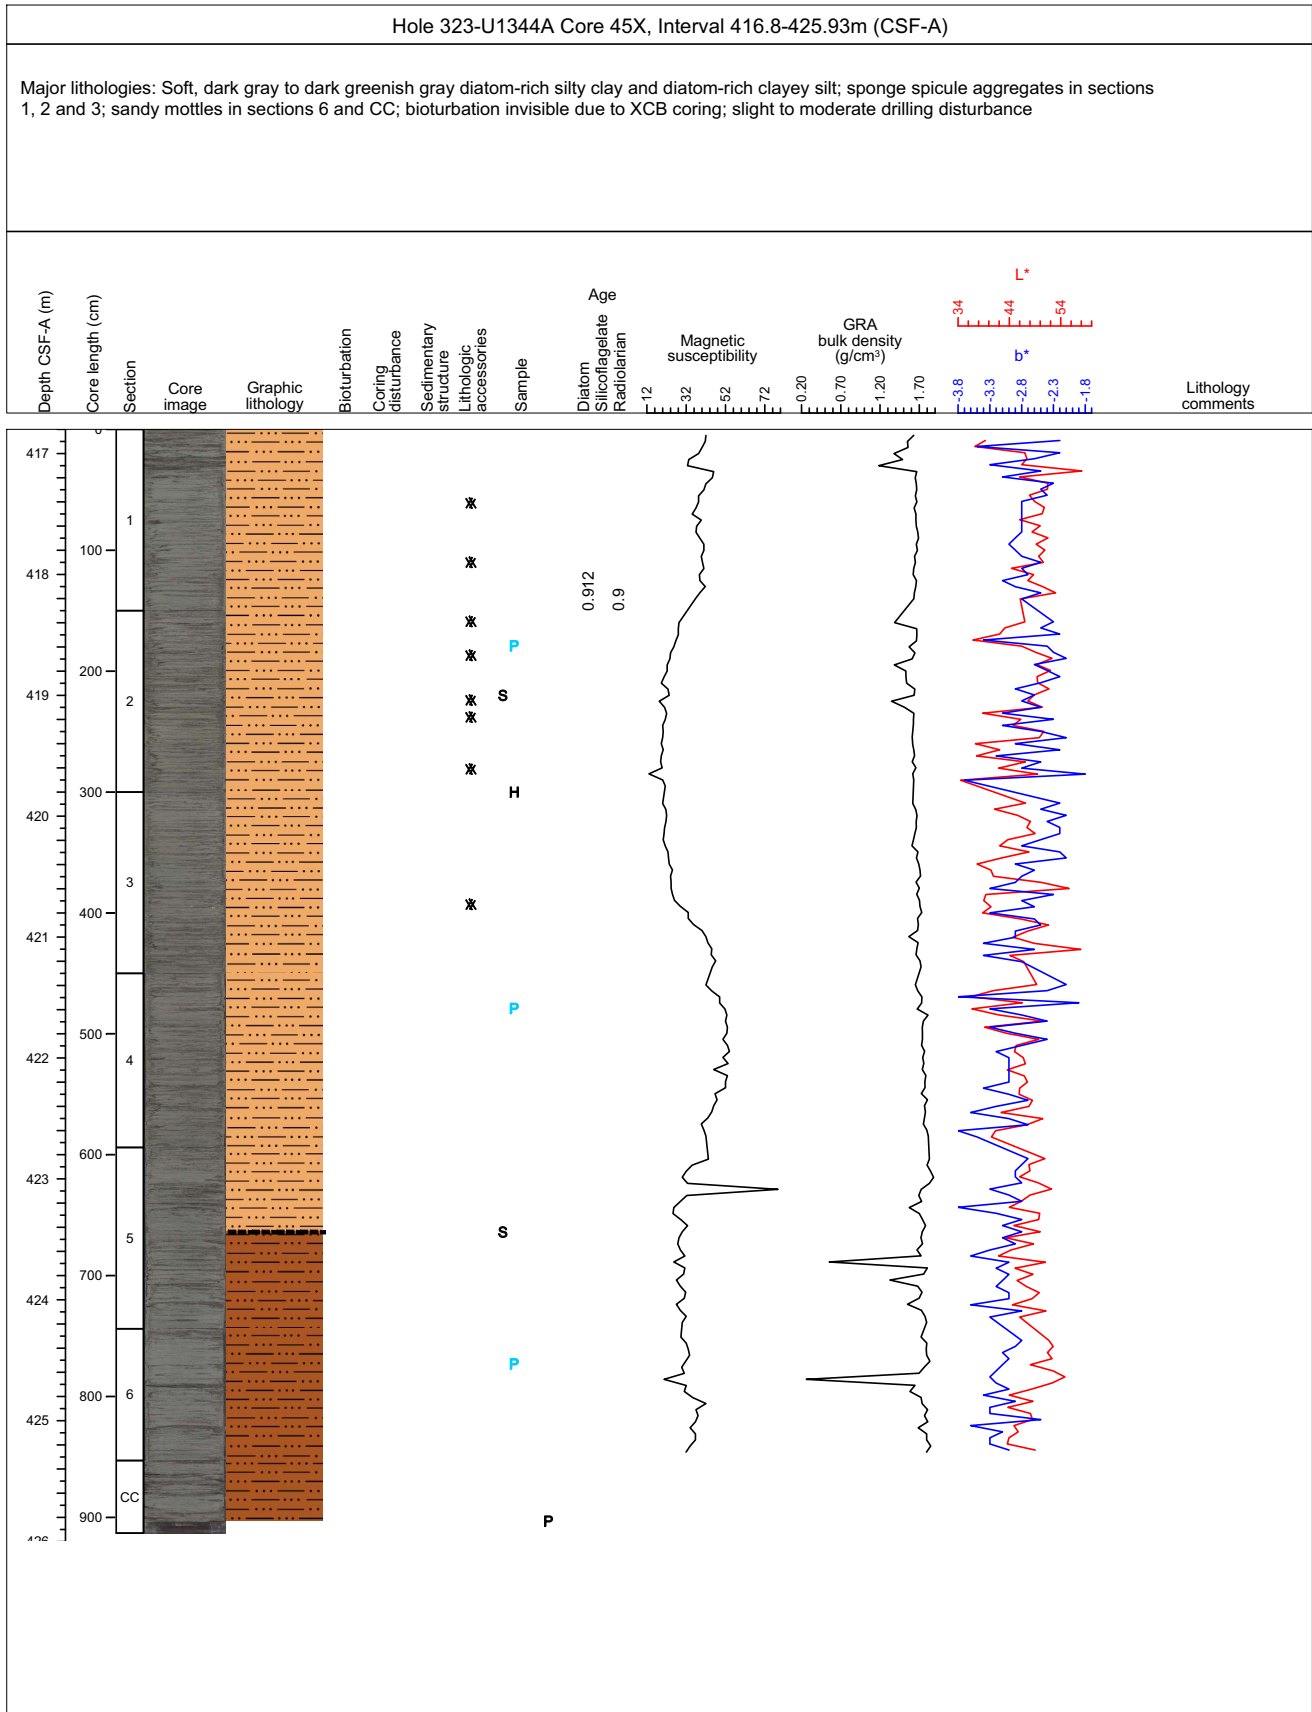 Hole 323-U1344A Core 45X, Interval 416.8-425.93m (CSF-A)
Major lithologies: Soft, dark gray to dark greenish gray diatom-rich silty clay and diatom-rich clayey silt; sponge spicule aggregates in sections
1, 2 and 3; sandy mottles in sections 6 and CC; bioturbation invisible due to XCB coring; slight to moderate drilling disturbance
Depth CSF-A (m)
Core length (cm)
Section
Core
image
Graphic
lithology
Bioturbation
Coring
disturbance
Sedimentary
structure
Lithologic
accessories
Sample
Age
Diatom
Silicoflagelate
Radiolarian
Magnetic
susceptibility
12 32 52 72
GRA
bulk density
(g/cm³)
0.20 0.70 1.20 1.70
L*
34 44 54
b*
-3.8 -3.3 -2.8 -2.3 -1.8
Lithology
comments
0
417
1
100
418
0.912
0.9
P
200
419
2
S
300
H
420
3
400
421
P
500
422
4
600
423
5
S
700
424
P
6
800
425
CC
900
P
426